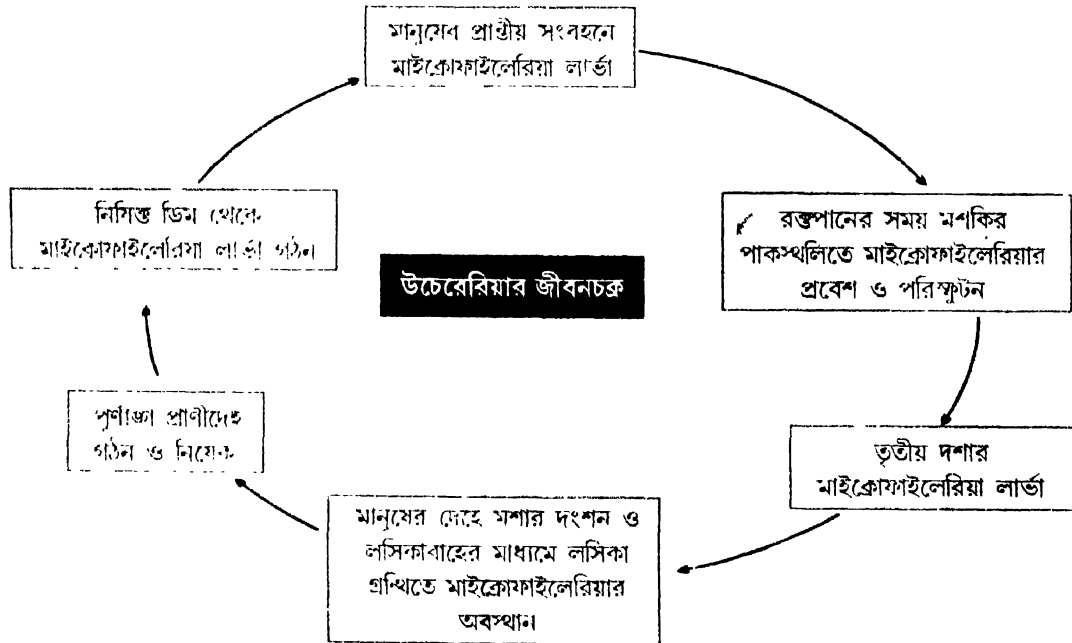 মানুষের প্রান্তীয় সংবহনে
মাইক্রোফাইলেরিয়া লার্ভা
রক্তপানের সময় মশকির
পাকস্থলিতে মাইক্রোফাইলেরিয়ার
প্রবেশ ও পরিস্ফুটন
তৃতীয় দশার
মাইক্রোফাইলেরিয়া লার্ভা
মানুষের দেহে মশার দংশন ও
লসিকাবাহের মাধ্যমে লসিকা
গ্রন্থিতে মাইক্রোফাইলেরিয়ার
অবস্থান
পূর্ণাঙ্গ প্রাণীদেহ
গঠন ও নিষেক
নিষিক্ত ডিম থেকে
মাইক্রোফাইলেরিয়া লার্ভা গঠন
উচেরেরিয়ার জীবনচক্র